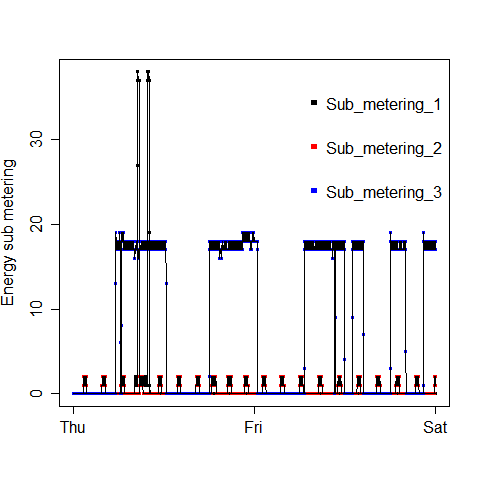 Sub_metering_1
Sub_metering_2
Sub_metering_3
Energy sub metering
30
20
10
0
Thu Fri Sat